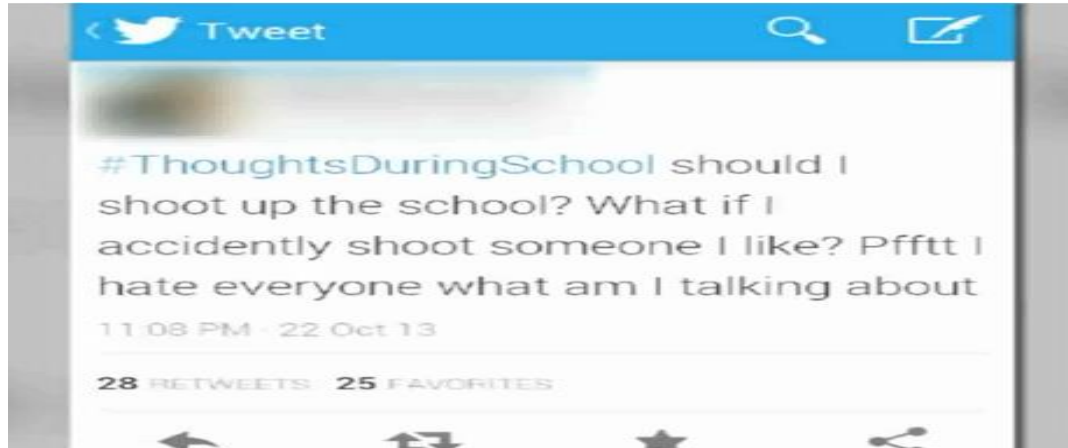 Tweet
#ThoughtsDuringSchool should I
shoot up the school? What if I
accidently shoot someone I like? Pfftt I
hate everyone what am I talking about
11:08 PM · 22 Oct 13
28 RETWEETS 25 FAVORITES